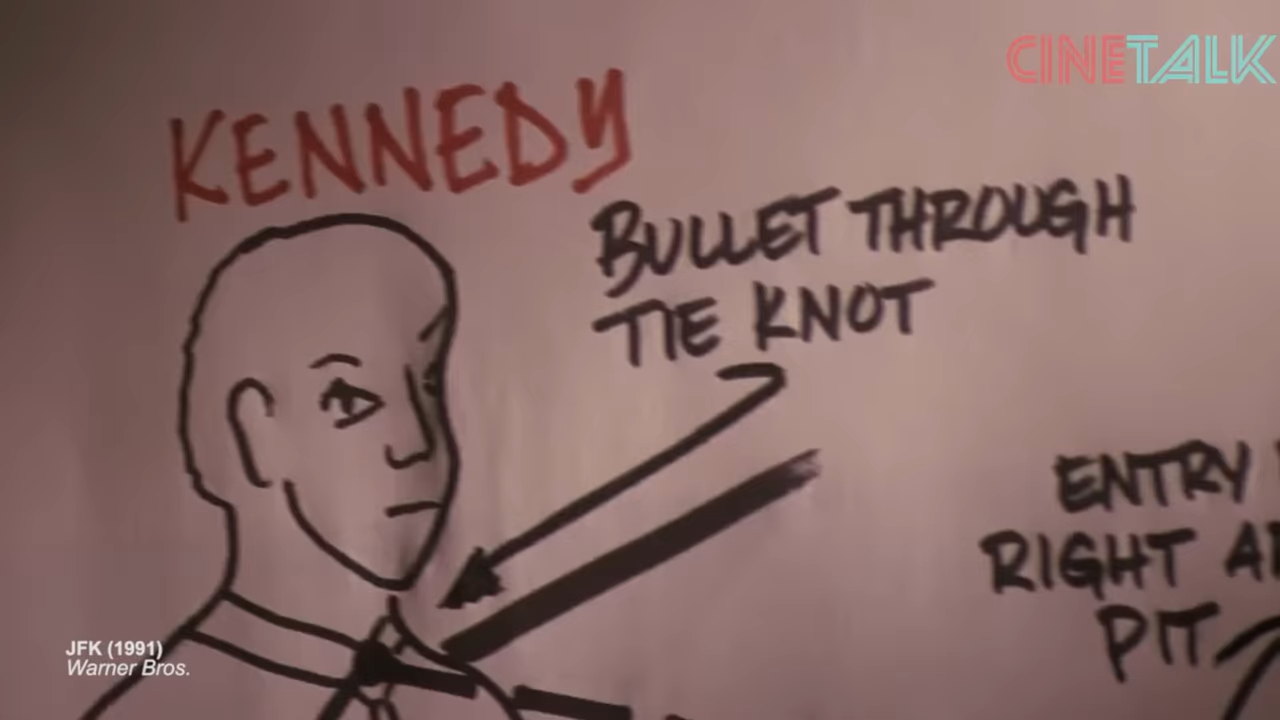 CINETALK
KENNEDY
BULLET THROUGH
TIE KNOT
ENTRY
RIGHT
PIT
JFK (1991)
Warner Bros.